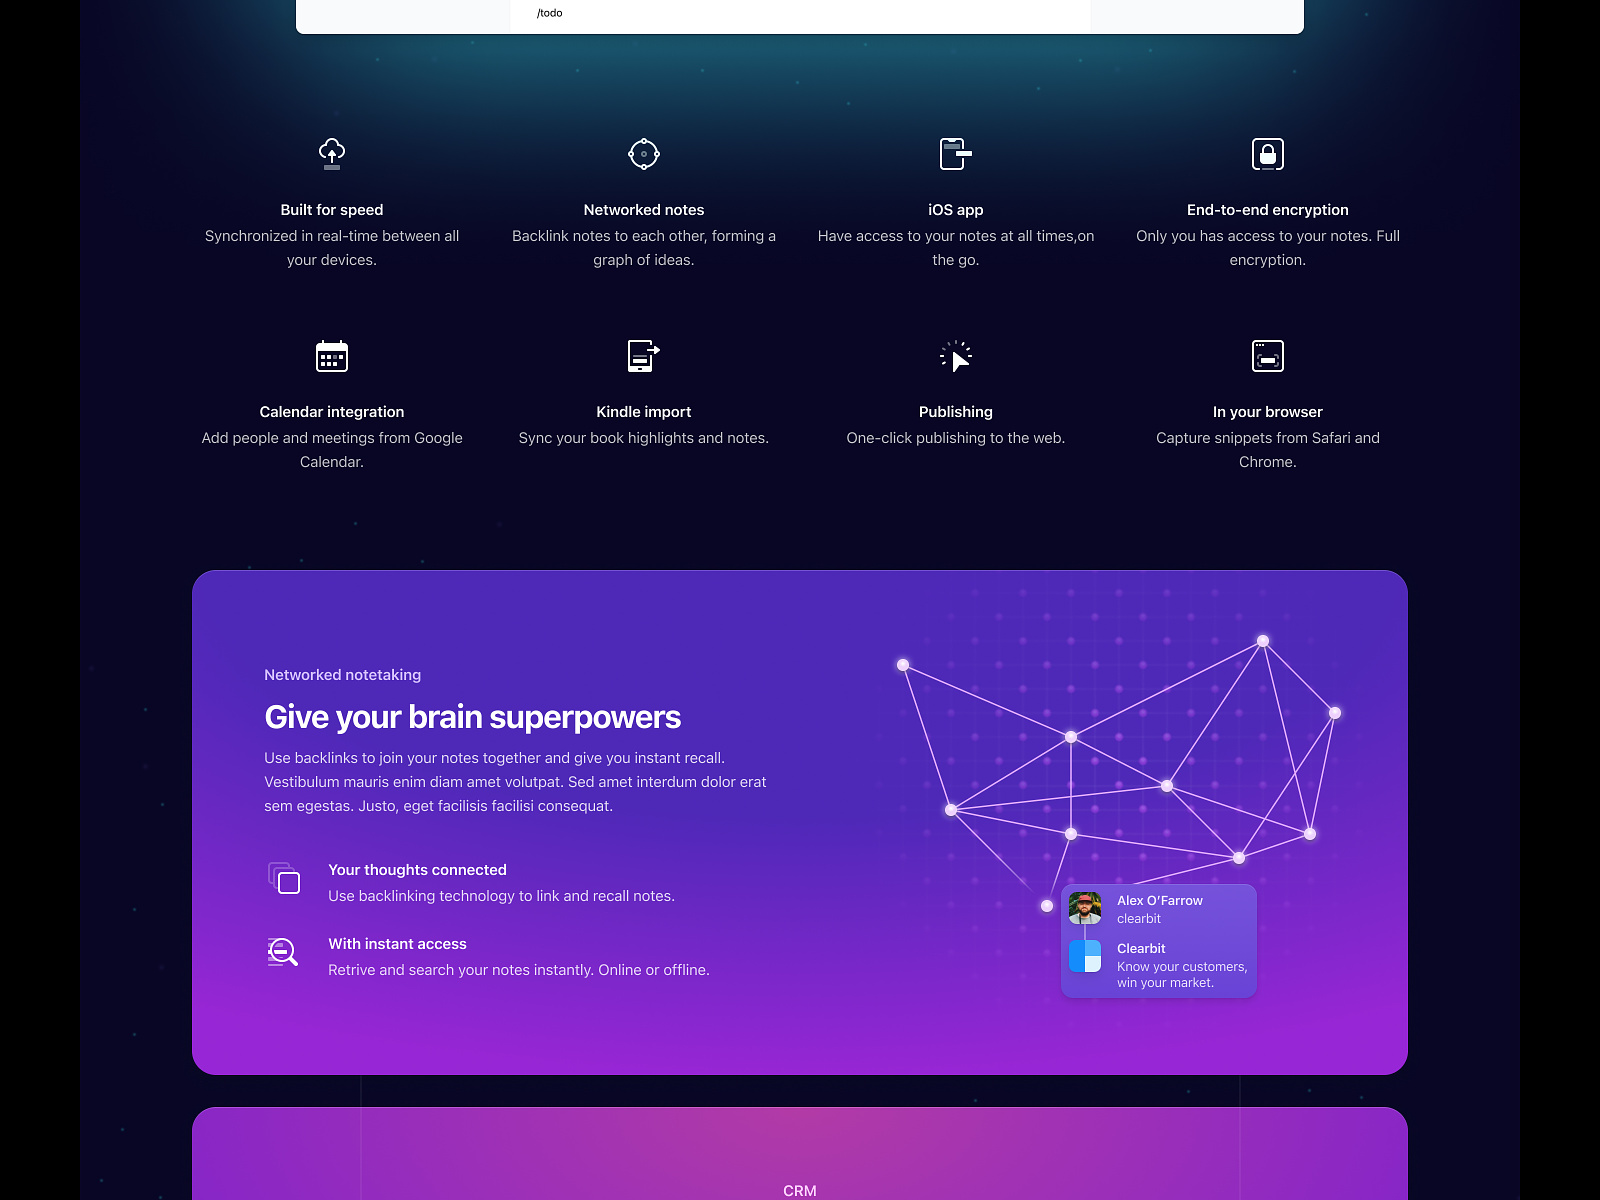 /todo
Built for speed
Synchronized in real-time between all
your devices.
Networked notes
Backlink notes to each other, forming a
graph of ideas.
iOS app
Have access to your notes at all times,on
the go.
End-to-end encryption
Only you has access to your notes. Full
encryption.
Calendar integration
Add people and meetings from Google
Calendar.
Kindle import
Sync your book highlights and notes.
Publishing
One-click publishing to the web.
In your browser
Capture snippets from Safari and
Chrome.
Networked notetaking
Give your brain superpowers
Use backlinks to join your notes together and give you instant recall.
Vestibulum mauris enim diam amet volutpat. Sed amet interdum dolor erat
sem egestas. Justo, eget facilisis facilisi consequat.
Your thoughts connected
Use backlinking technology to link and recall notes.
With instant access
Retrive and search your notes instantly. Online or offline.
Alex O’Farrow
clearbit
Clearbit
Know your customers,
win your market.
CRM